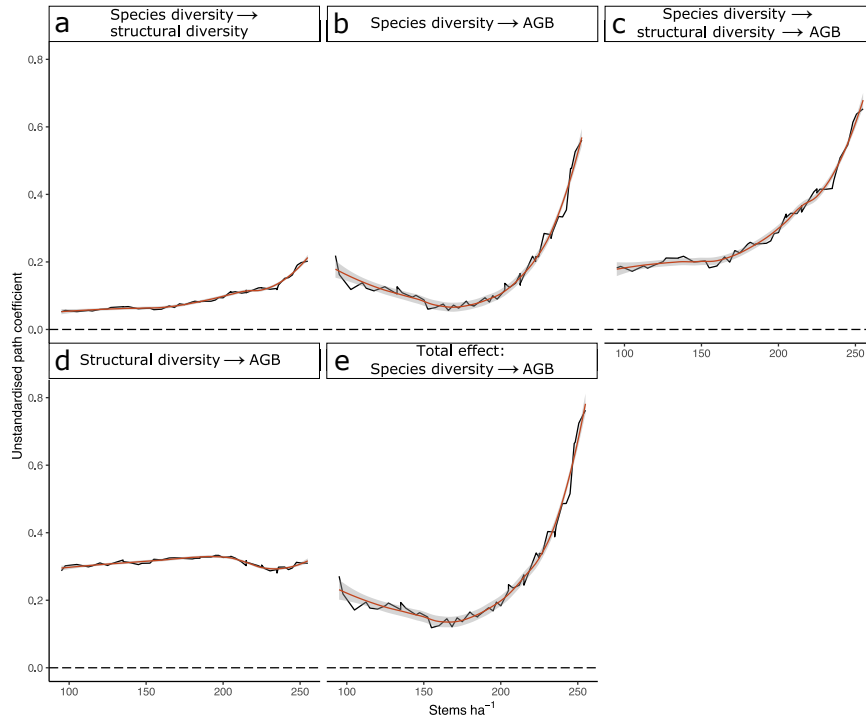 a
Species diversity →
structural diversity
b
Species diversity → AGB
c
Species diversity →
structural diversity → AGB
0.8
0.6
0.4
0.2
0.0
100 150 200 250
d
Structural diversity → AGB
e
Total effect:
Species diversity → AGB
0.8
0.6
0.4
0.2
0.0
100 150 200 250
100 150 200 250
Unstandardised path coefficient
Stems ha⁻¹